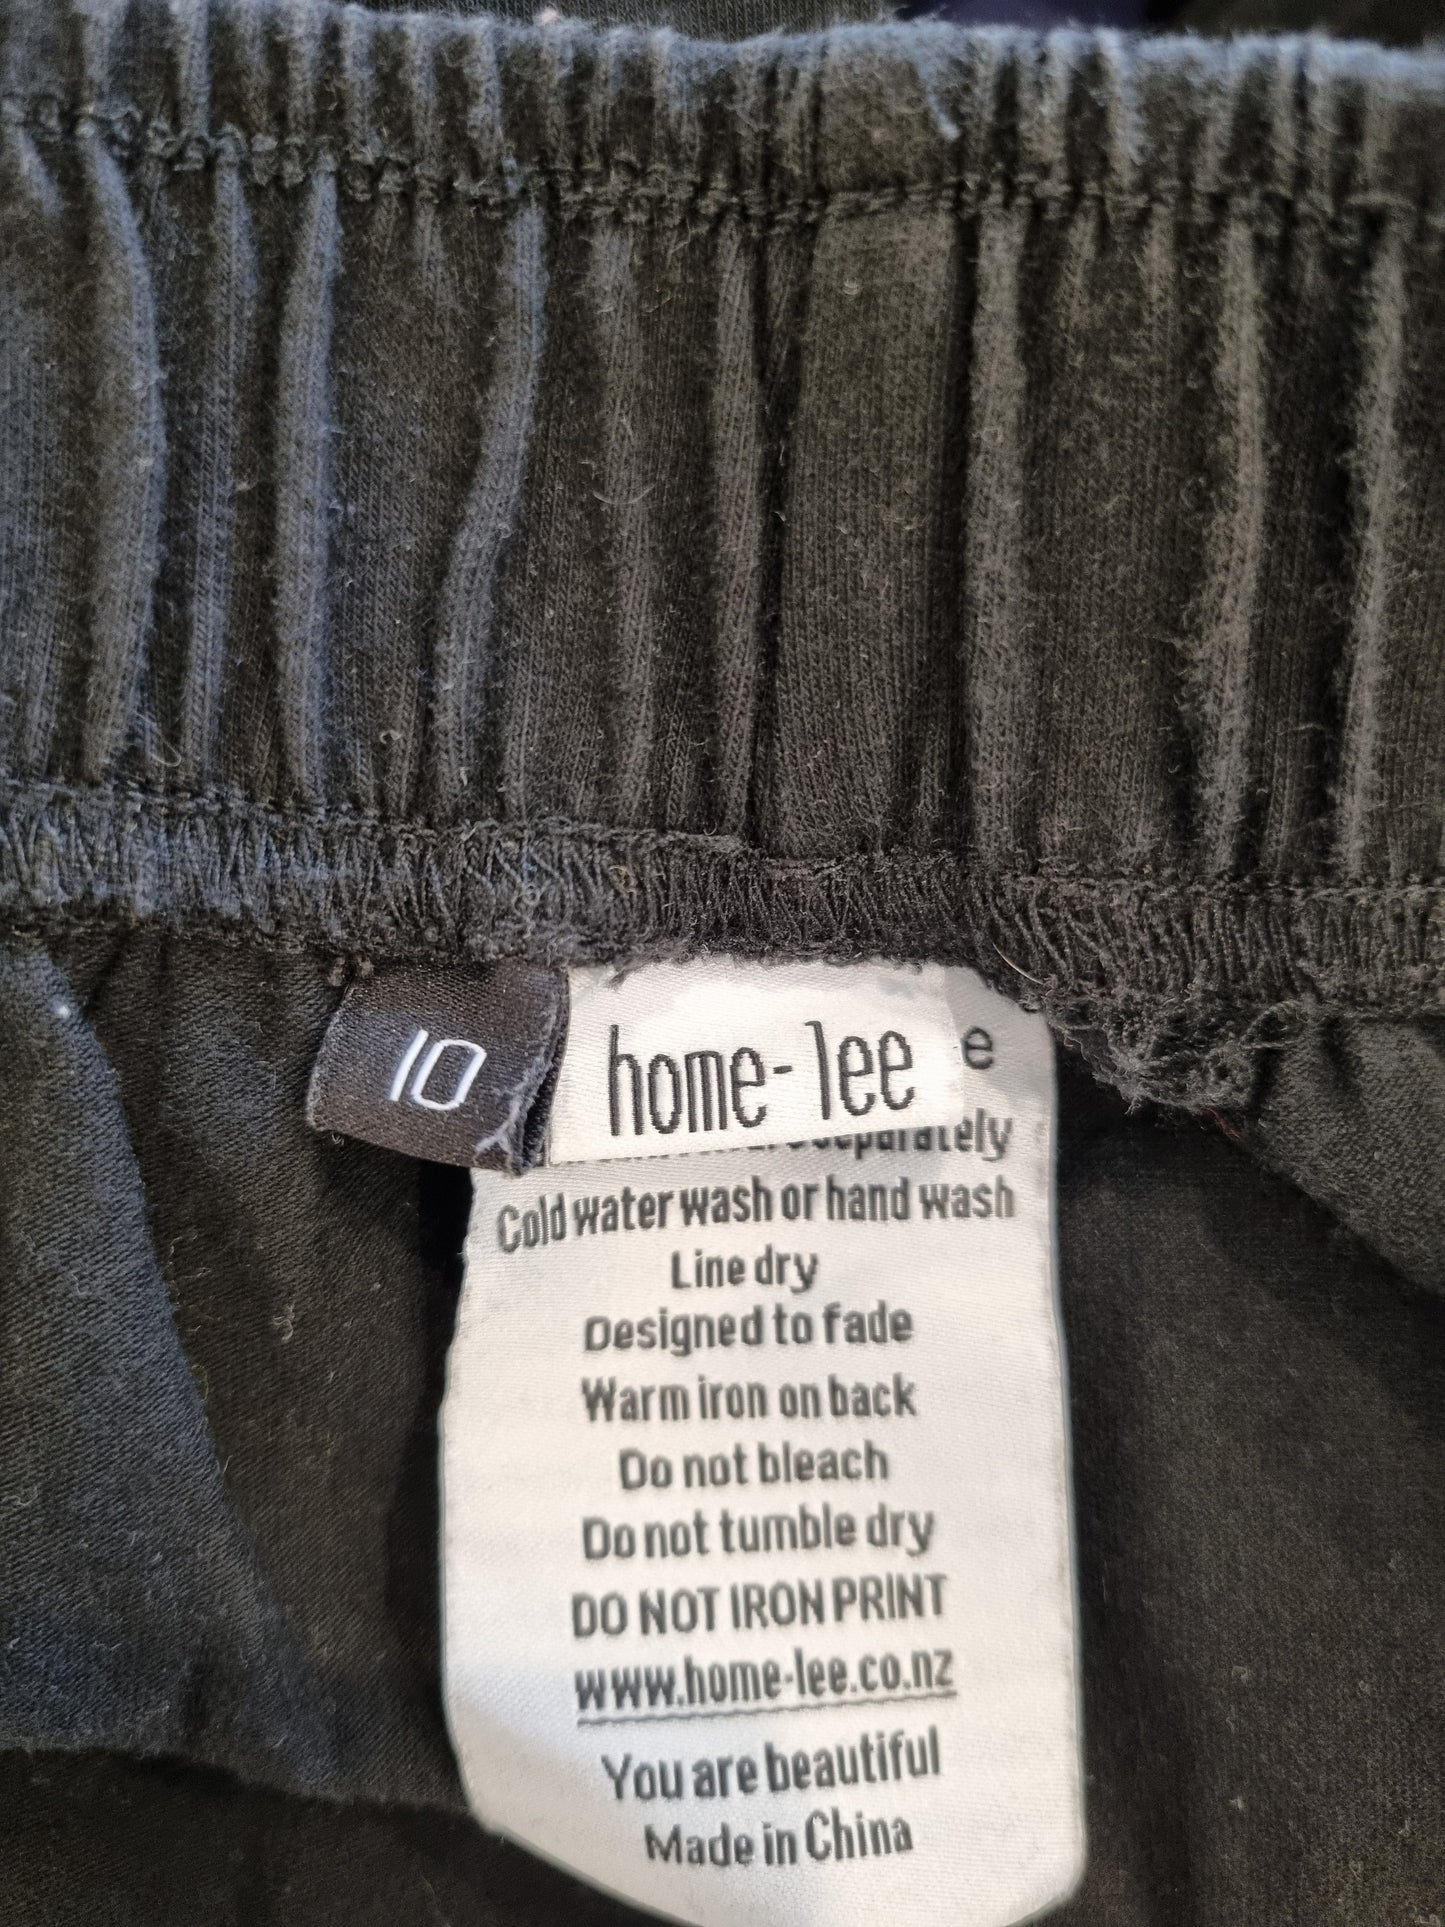 10
home-lee
e
separately
Cold water wash or hand wash
Line dry
Designed to fade
Warm iron on back
Do not bleach
Do not tumble dry
DO NOT IRON PRINT
www.home-lee.co.nz
You are beautiful
Made in China